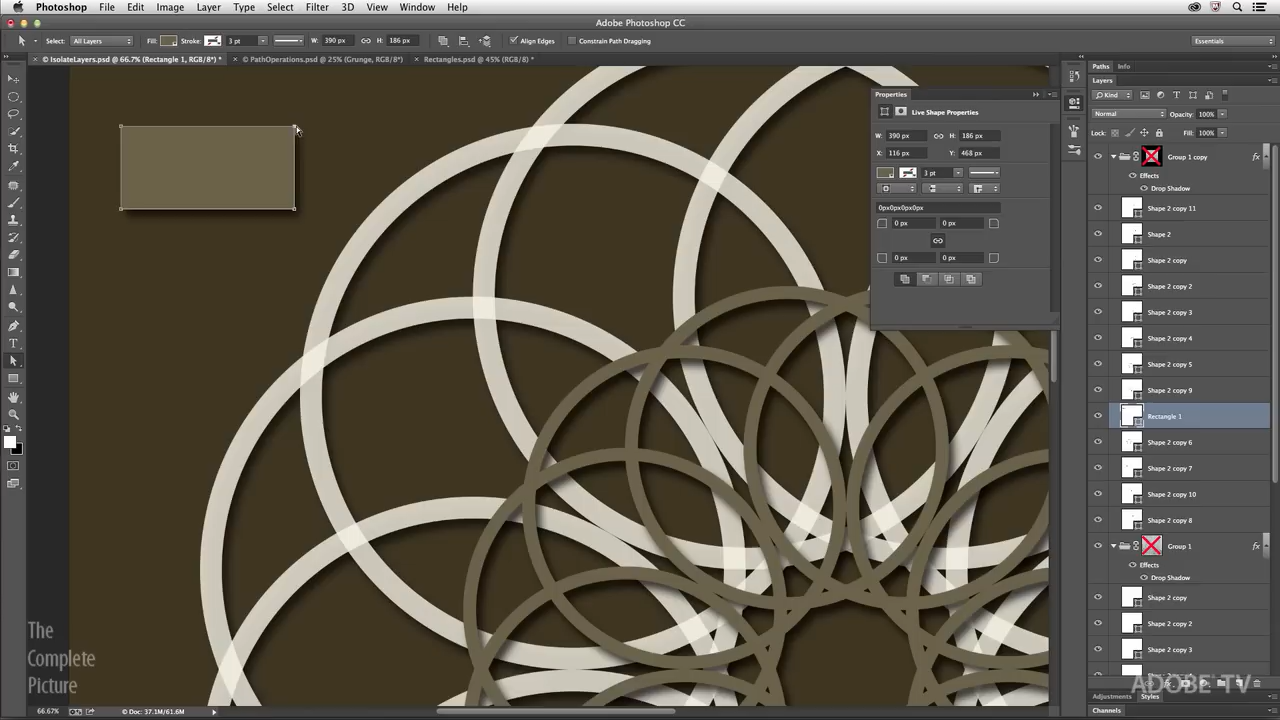 Photoshop File Edit Image Layer Type Select Filter 3D View Window Help
Adobe Photoshop CC
Select: All Layers Fill: Stroke: 3 pt W: 390 px H: 186 px Align Edges Constrain Path Dragging Essentials
© IsolateLayers.psd @ 66.7% (Rectangle 1, RGB/8*) * © PathOperations.psd @ 25% (Grunge, RGB/8*) Rectangles.psd @ 45% (RGB/8) *
Properties
Live Shape Properties
W: 390 px H: 186 px
X: 116 px Y: 468 px
3 pt
0px0px0px0px
0 px 0 px
0 px 0 px
Paths Info
Layers
Kind
Normal Opacity: 100%
Lock: Fill: 100%
Group 1 copy fx
Effects
Drop Shadow
Shape 2 copy 11
Shape 2
Shape 2 copy
Shape 2 copy 2
Shape 2 copy 3
Shape 2 copy 4
Shape 2 copy 5
Shape 2 copy 9
Rectangle 1
Shape 2 copy 6
Shape 2 copy 7
Shape 2 copy 10
Shape 2 copy 8
Group 1 fx
Effects
Drop Shadow
Shape 2 copy
Shape 2 copy 2
Shape 2 copy 3
Adjustments Styles
Channels
The
Complete
Picture
ADOBE TV
66.67% Doc: 37.1M/61.6M